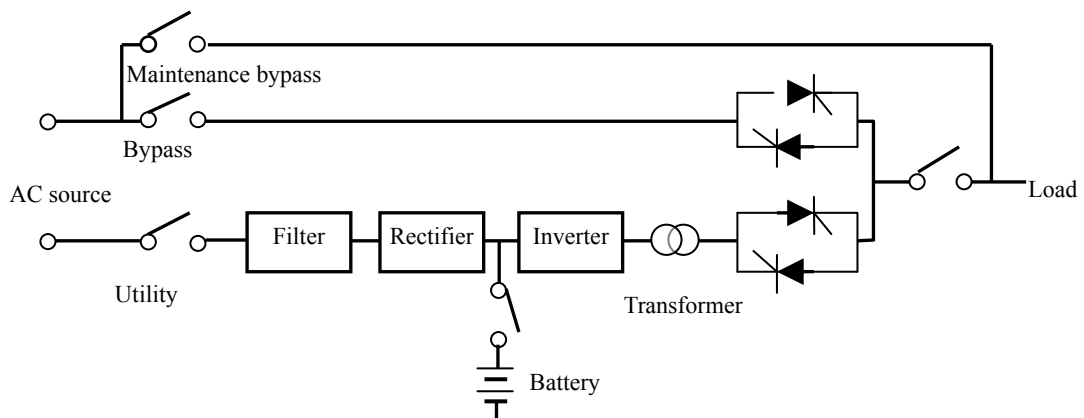 Maintenance bypass
Bypass
AC source
Load
Filter
Rectifier
Inverter
Utility
Transformer
Battery